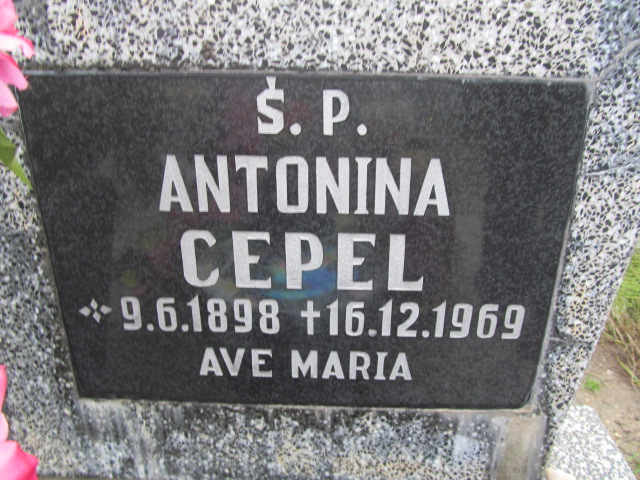 Ś. P.
ANTONINA
CEPEL
9.6.1898 †16.12.1969
AVE MARIA